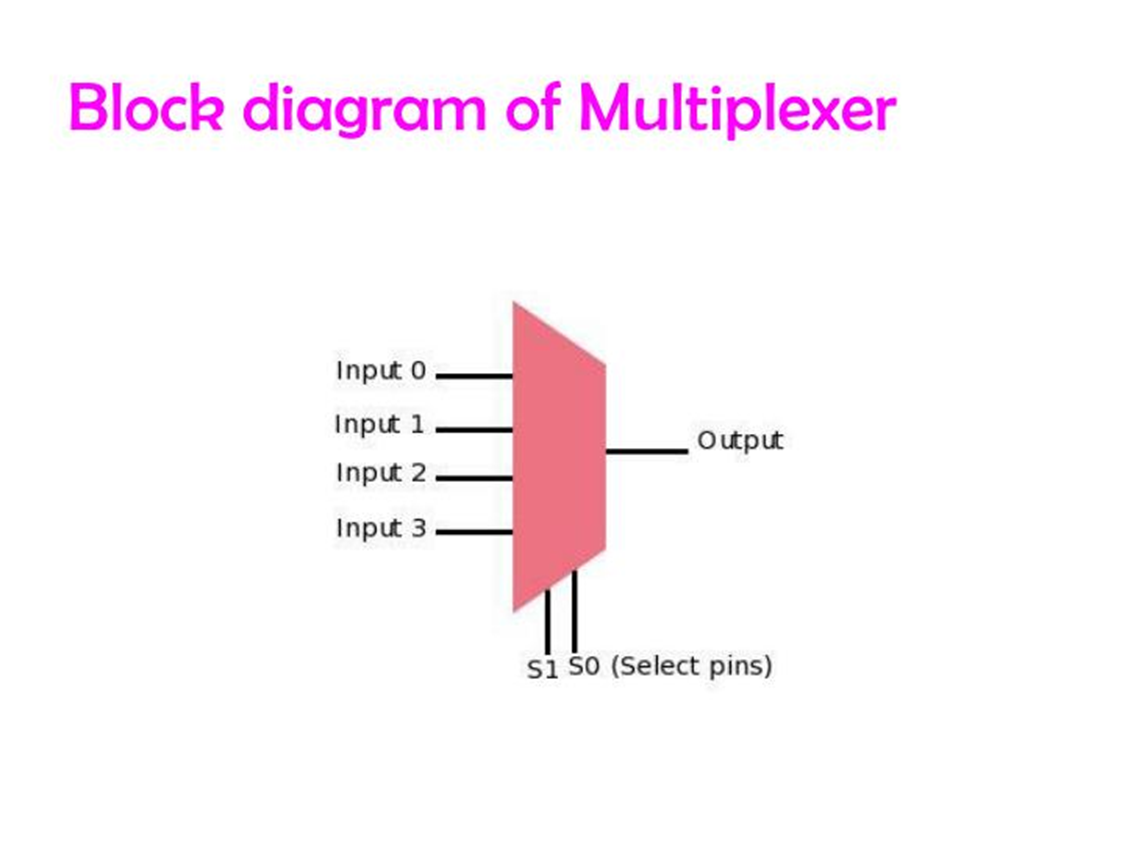 Block diagram of Multiplexer
Input 0
Input 1
Input 2
Input 3
Output
S1 S0 (Select pins)